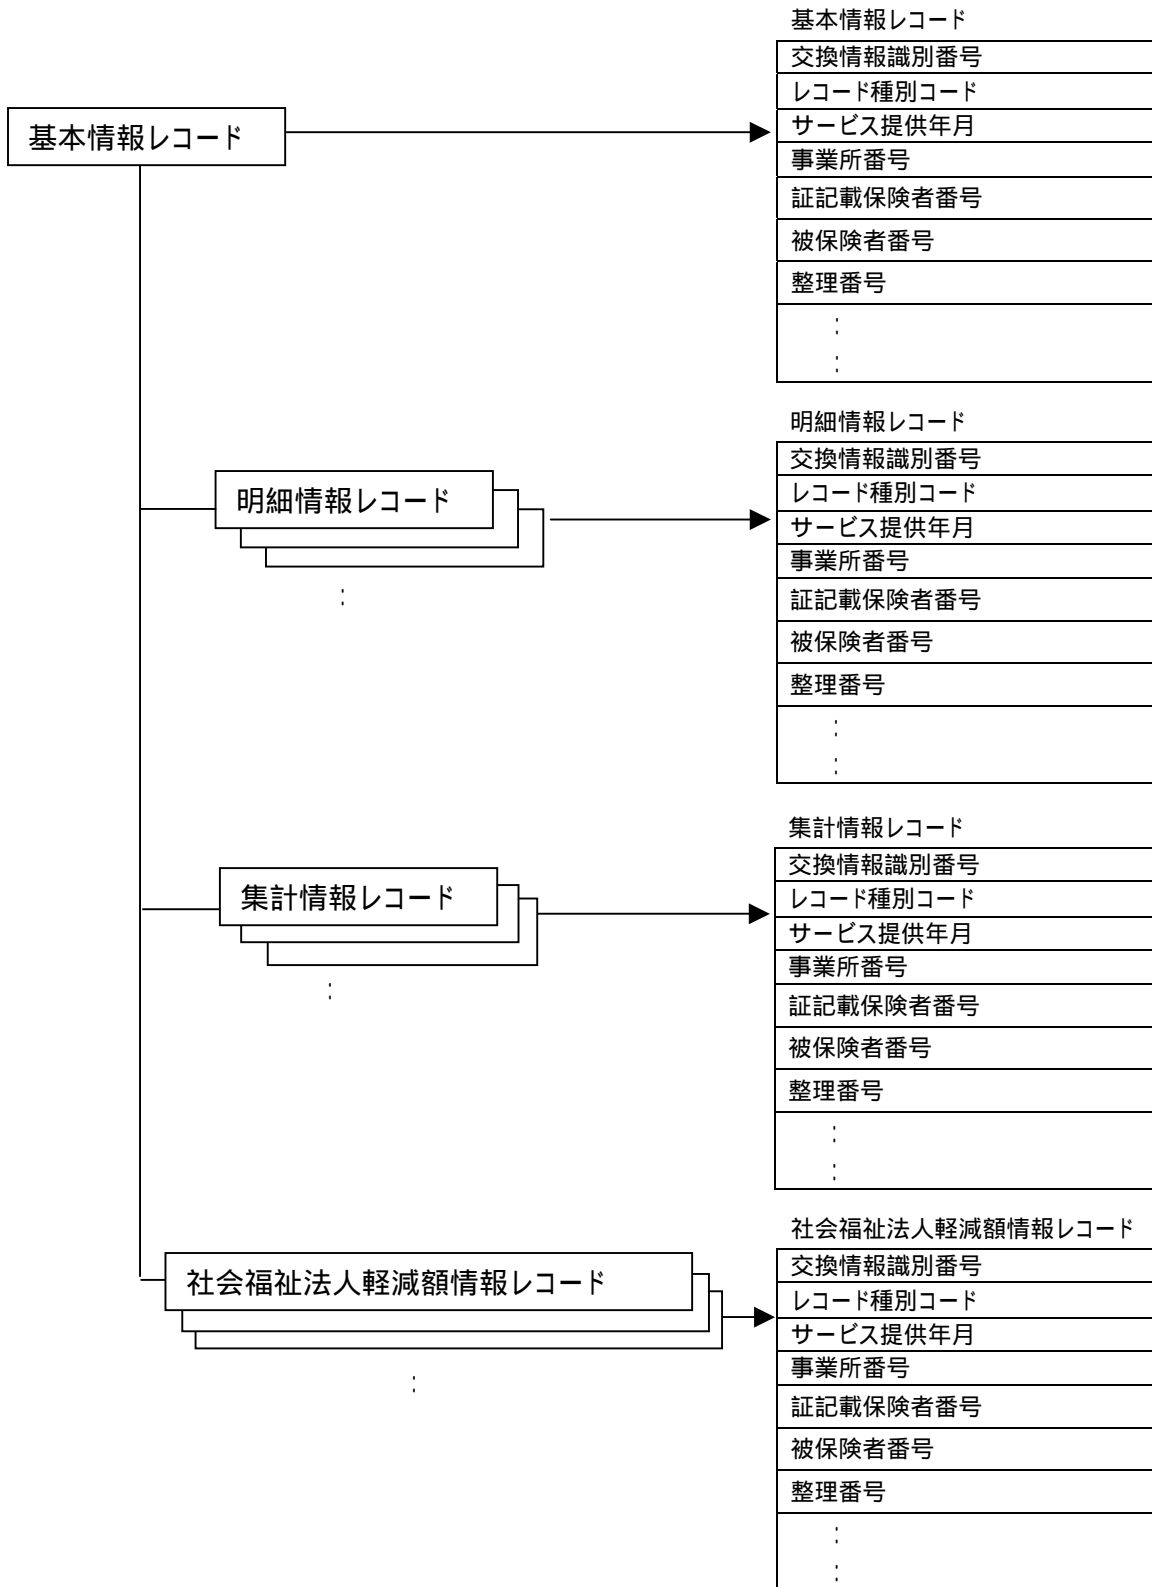 基本情報レコード
基本情報レコード
交換情報識別番号
レコード種別コード
サービス提供年月
事業所番号
証記載保険者番号
被保険者番号
整理番号
:
:
明細情報レコード
:
明細情報レコード
交換情報識別番号
レコード種別コード
サービス提供年月
事業所番号
証記載保険者番号
被保険者番号
整理番号
:
:
集計情報レコード
:
集計情報レコード
交換情報識別番号
レコード種別コード
サービス提供年月
事業所番号
証記載保険者番号
被保険者番号
整理番号
:
:
社会福祉法人軽減額情報レコード
:
社会福祉法人軽減額情報レコード
交換情報識別番号
レコード種別コード
サービス提供年月
事業所番号
証記載保険者番号
被保険者番号
整理番号
:
: